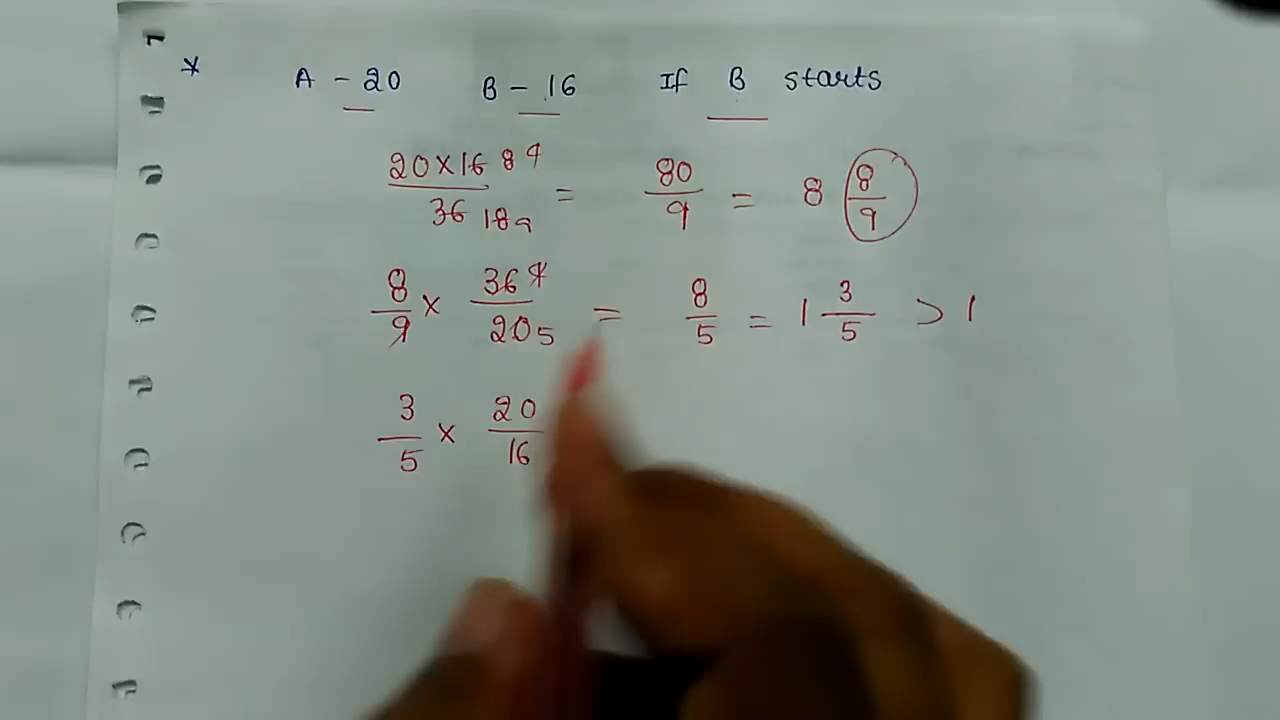 * A - 20 B - 16 If B starts
20×16 8 4 / 36 18 9 = 80/9 = 8 8/9
8/9 × 36 4 / 20 5 = 8/5 = 1 3/5 > 1
3/5 × 20/16